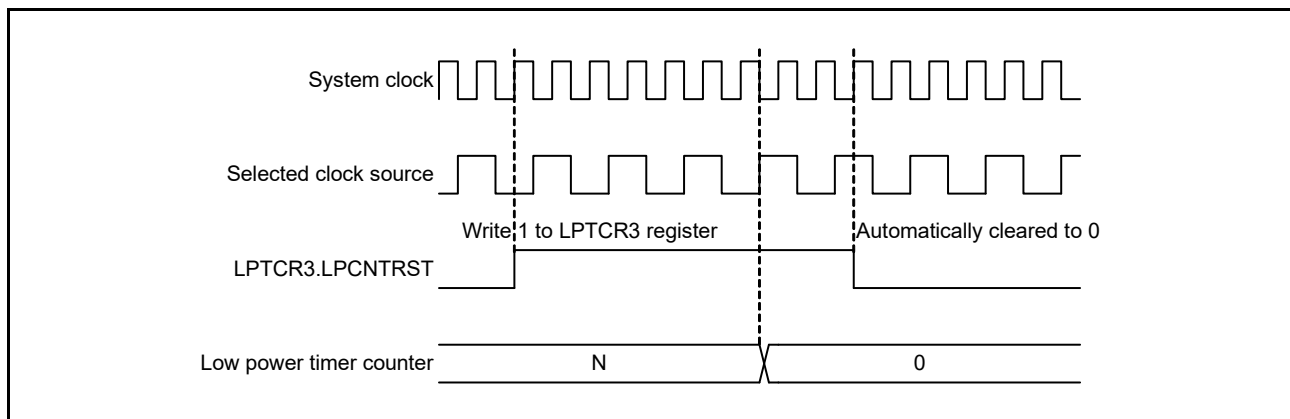 System clock
Selected clock source
Write 1 to LPTCR3 register
Automatically cleared to 0
LPTCR3.LPCNTRST
Low power timer counter
N
0